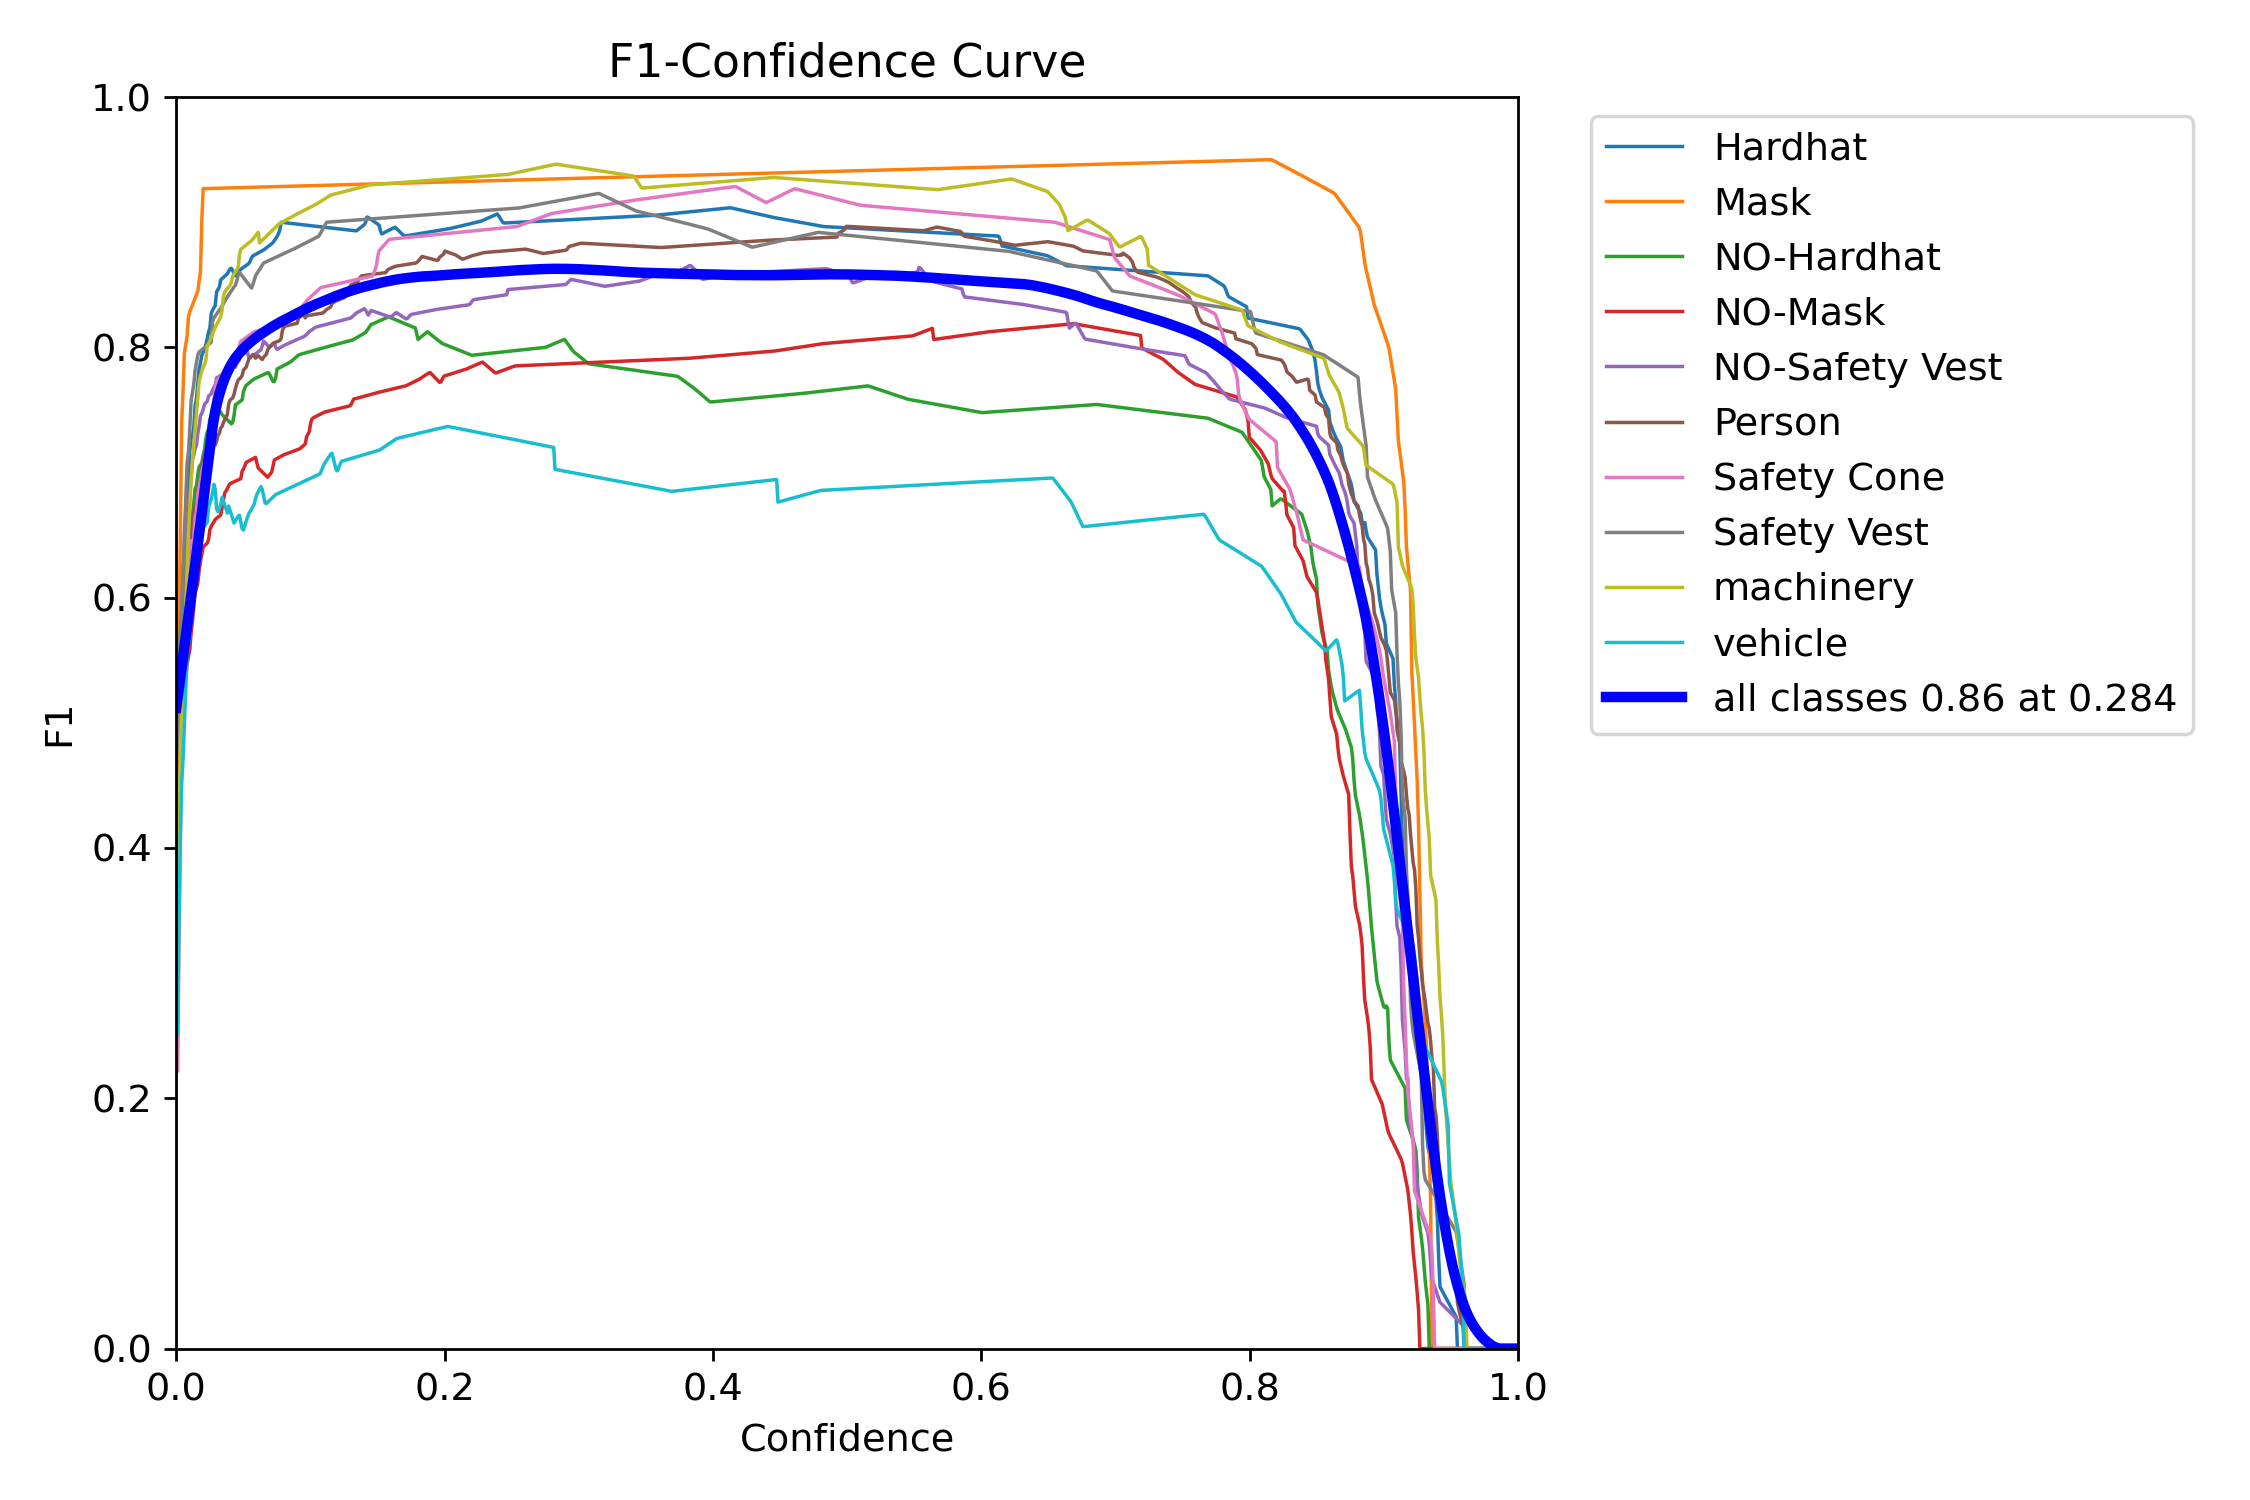 F1-Confidence Curve
1.0
0.8
0.6
0.4
0.2
0.0
F1
0.0 0.2 0.4 0.6 0.8 1.0
Confidence
Hardhat
Mask
NO-Hardhat
NO-Mask
NO-Safety Vest
Person
Safety Cone
Safety Vest
machinery
vehicle
all classes 0.86 at 0.284